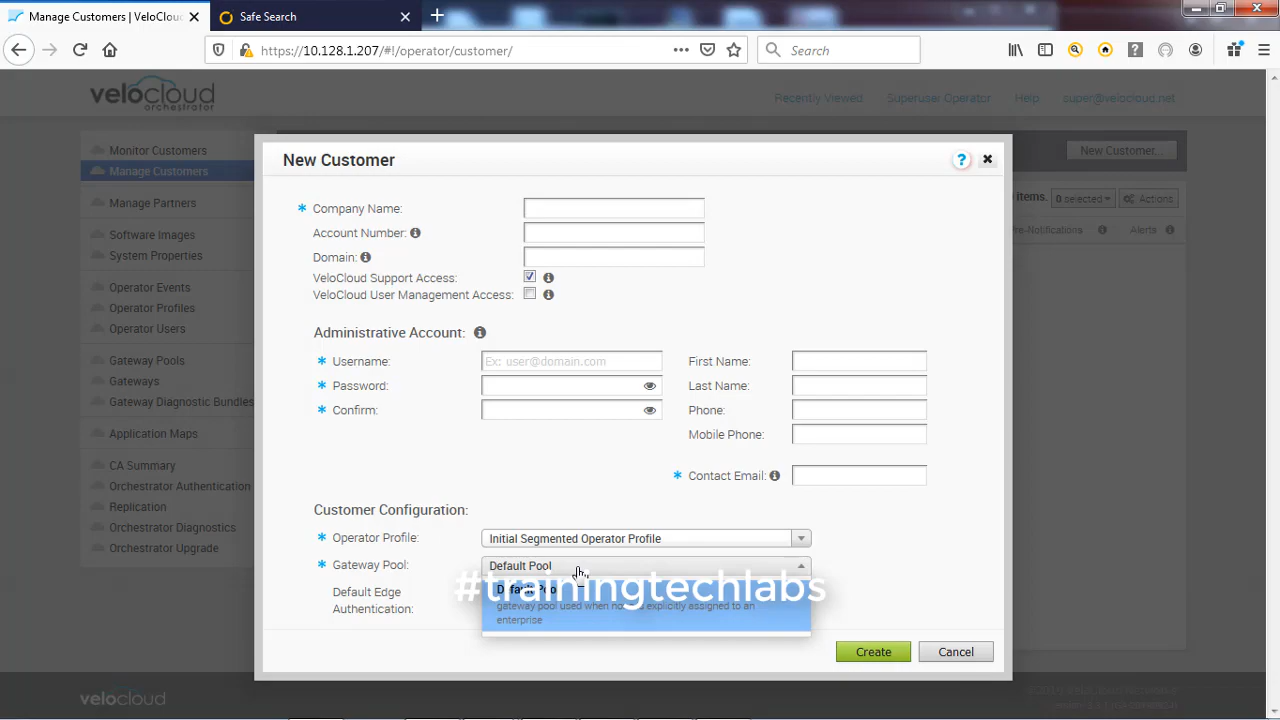 Manage Customers | VeloCloud
Safe Search
https://10.128.1.207/#!/operator/customer/
Search
velocloud
orchestrator
Recently Viewed
Superuser Operator
Help
super@velocloud.net
Monitor Customers
Manage Customers
Manage Partners
Software Images
System Properties
Operator Events
Operator Profiles
Operator Users
Gateway Pools
Gateways
Gateway Diagnostic Bundles
Application Maps
CA Summary
Orchestrator Authentication
Replication
Orchestrator Diagnostics
Orchestrator Upgrade
New Customer...
items.
0 selected
Actions
Pre-Notifications
Alerts
New Customer
?
* Company Name:
Account Number:
Domain:
VeloCloud Support Access:
VeloCloud User Management Access:
Administrative Account:
* Username: Ex: user@domain.com
First Name:
* Password:
Last Name:
* Confirm:
Phone:
Mobile Phone:
* Contact Email:
Customer Configuration:
* Operator Profile: Initial Segmented Operator Profile
* Gateway Pool: Default Pool
Default Edge
Authentication:
Default Pool
gateway pool used when explicitly assigned to an
enterprise
#trainingtechlabs
Create
Cancel
velocloud